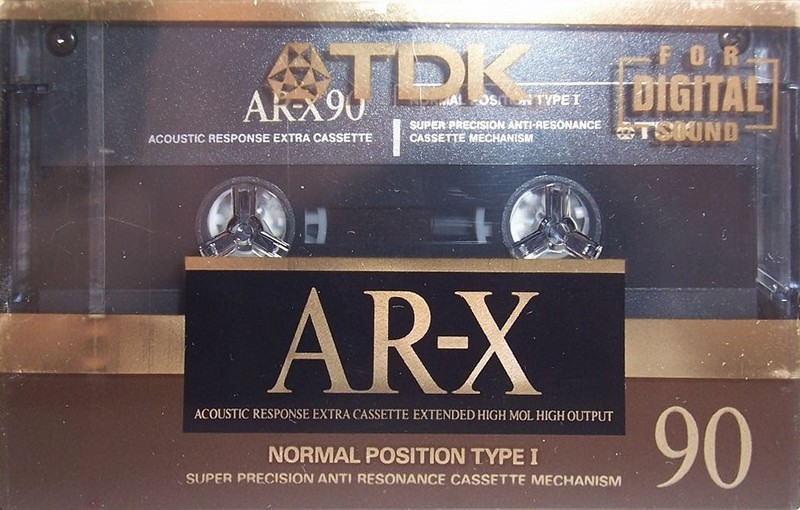 TDK
FOR
DIGITAL
SOUND
AR-X90
NORMAL POSITION TYPE I
ACOUSTIC RESPONSE EXTRA CASSETTE
SUPER PRECISION ANTI-RESONANCE
CASSETTE MECHANISM
AR-X
ACOUSTIC RESPONSE EXTRA CASSETTE EXTENDED HIGH MOL HIGH OUTPUT
NORMAL POSITION TYPE I
SUPER PRECISION ANTI RESONANCE CASSETTE MECHANISM
90